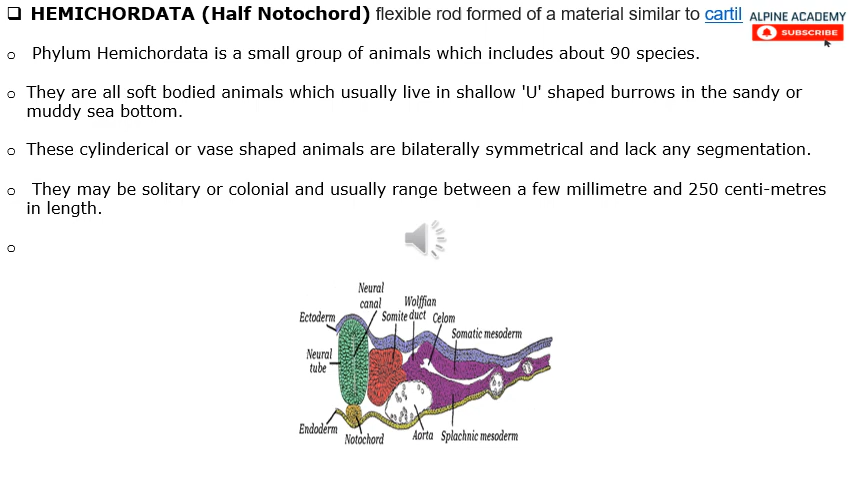 ❑ HEMICHORDATA (Half Notochord) flexible rod formed of a material similar to cartil
ALPINE ACADEMY
SUBSCRIBE
o Phylum Hemichordata is a small group of animals which includes about 90 species.
o They are all soft bodied animals which usually live in shallow 'U' shaped burrows in the sandy or
muddy sea bottom.
o These cylinderical or vase shaped animals are bilaterally symmetrical and lack any segmentation.
o They may be solitary or colonial and usually range between a few millimetre and 250 centi-metres
in length.
o
Neural
canal
Wolffian
duct
Ectoderm
Somite
Celom
Somatic mesoderm
Neural
tube
Endoderm
Notochord
Aorta
Splachnic mesoderm